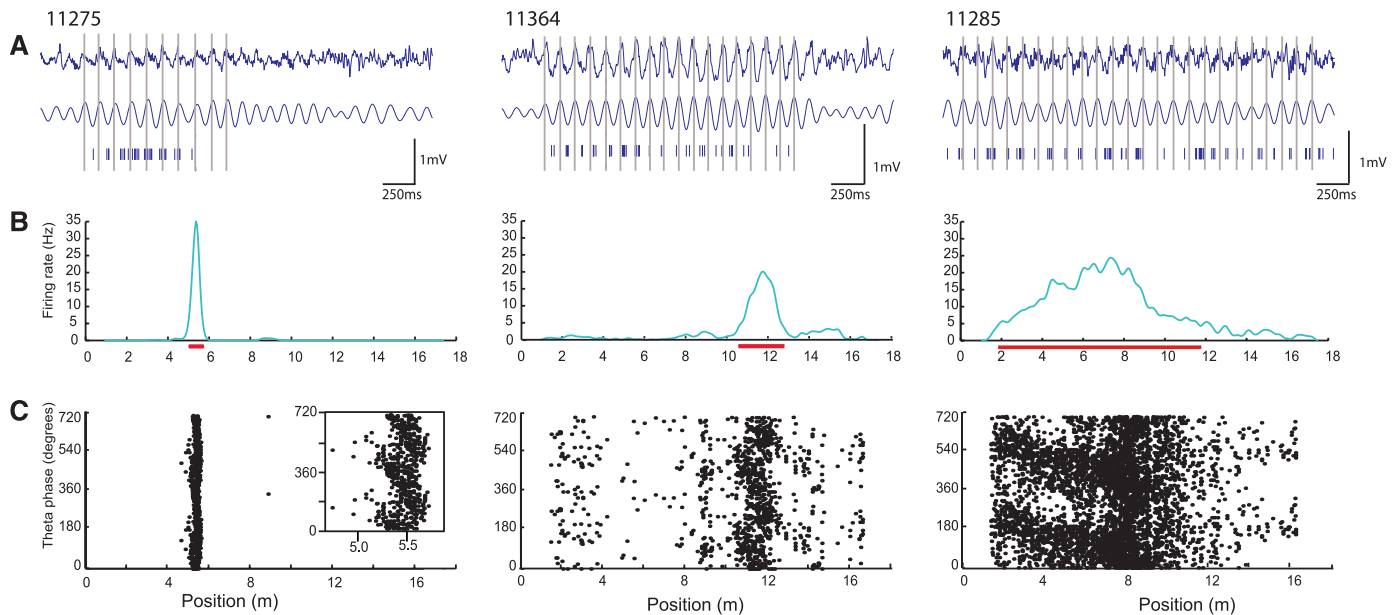 11275
11364
11285
A
1mV
250ms
1mV
250ms
1mV
250ms
B
Firing rate (Hz)
35
30
25
20
15
10
5
0
0 2 4 6 8 10 12 14 16 18
35
30
25
20
15
10
5
0
0 2 4 6 8 10 12 14 16 18
35
30
25
20
15
10
5
0
0 2 4 6 8 10 12 14 16 18
C
Theta phase (degrees)
720
540
360
180
0
0 4 8 12 16
Position (m)
720
360
0
5.0 5.5
720
540
360
180
0
0 4 8 12 16
Position (m)
720
540
360
180
0
0 4 8 12 16
Position (m)